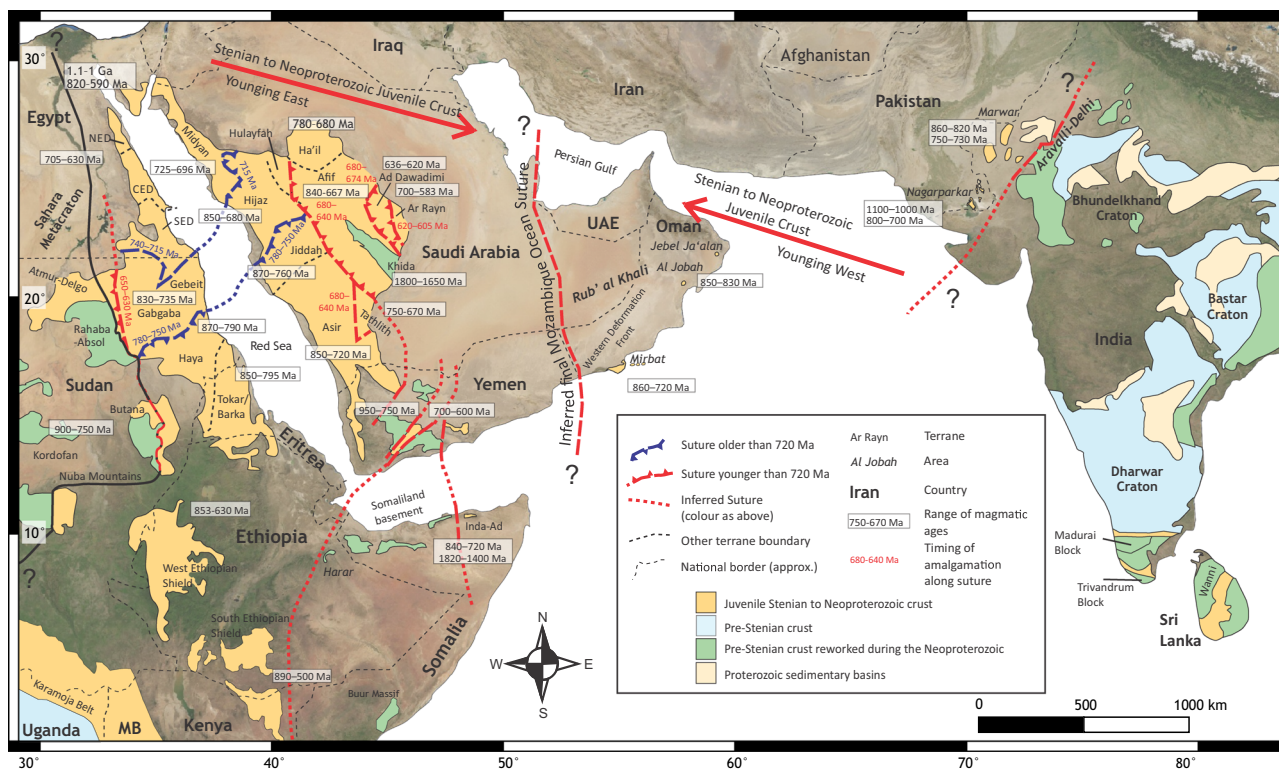 30°
20°
10°
30°
40°
50°
60°
70°
80°
?
1.1-1 Ga
820-590 Ma
Egypt
NED
705–630 Ma
CED
SED
Sahara
Metacraton
Midyan
725–696 Ma
Hulayfah
780-680 Ma
Ha'il
Afif
715 Ma
Hijaz
850–680 Ma
840–667 Ma
680–
674 Ma
636–620 Ma
Ad Dawadimi
700–583 Ma
Ar Rayn
680–
640 Ma
620–605 Ma
Saudi Arabia
Khida
1800–1650 Ma
780–750 Ma
Jiddah
870–760 Ma
740–715 Ma
Atmur-Delgo
650-630 Ma
Gebeit
830–735 Ma
Gabgaba
780–750 Ma
870–790 Ma
Rahaba
-Absol
Haya
Red Sea
680–
640 Ma
Asir
Tathlith
750-670 Ma
850–720 Ma
850–795 Ma
Sudan
Butana
Tokar/
Barka
900–750 Ma
Kordofan
Nuba Mountains
Eritrea
Yemen
950–750 Ma
700–600 Ma
?
853-630 Ma
Ethiopia
West Ethiopian
Shield
South Ethiopian
Shield
Somaliland
basement
Inda-Ad
840–720 Ma
1820–1400 Ma
Harar
Somalia
890-500 Ma
Buur Massif
Karamoja Belt
Uganda
MB
Kenya
Iraq
Stenian to Neoproterozoic Juvenile Crust
Younging East
Iran
?
Persian Gulf
Inferred final Mozambique Ocean Suture
?
UAE
Oman
Jebel Ja'alan
Al Jobah
Rub' al Khali
850–830 Ma
Western Deformation
Front
Mirbat
860–720 Ma
Stenian to Neoproterozoic
Juvenile Crust
Younging West
Afghanistan
Pakistan
?
Marwar
860–820 Ma
750–730 Ma
Aravalli-Delhi
Nagarparkar
1100–1000 Ma
800–700 Ma
?
Bhundelkhand
Craton
Bastar
Craton
India
Dharwar
Craton
Madurai
Block
Trivandrum
Block
Wanni
Sri
Lanka
Suture older than 720 Ma
Suture younger than 720 Ma
Inferred Suture
(colour as above)
Other terrane boundary
National border (approx.)
Ar Rayn
Terrane
Al Jobah
Area
Iran
Country
750-670 Ma
Range of magmatic
ages
680-640 Ma
Timing of
amalgamation
along suture
Juvenile Stenian to Neoproterozoic crust
Pre-Stenian crust
Pre-Stenian crust reworked during the Neoproterozoic
Proterozoic sedimentary basins
N
W
E
S
0
500
1000 km